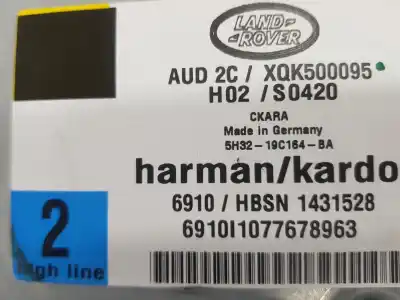 LAND-
-ROVER
AUD 2C / XQK500095
H02 / S0420
CKARA
Made in Germany
5H32-19C164-BA
harman/kardo
6910 / HBSN 1431528
6910I1077678963
2
high line